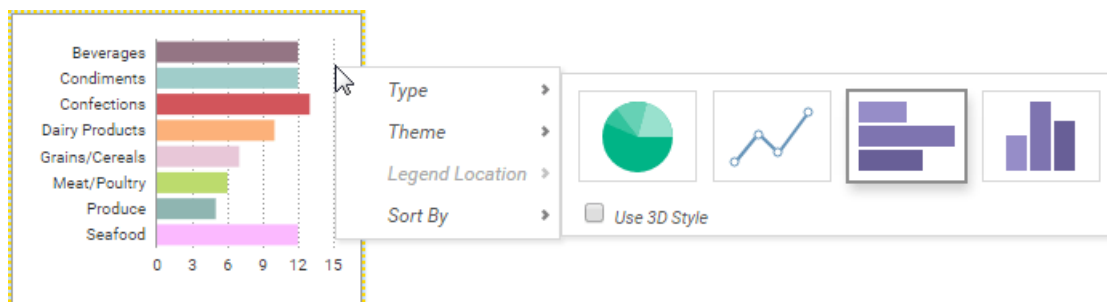 Beverages
Condiments
Confections
Dairy Products
Grains/Cereals
Meat/Poultry
Produce
Seafood
0 3 6 9 12 15
Type
Theme
Legend Location
Sort By
Use 3D Style